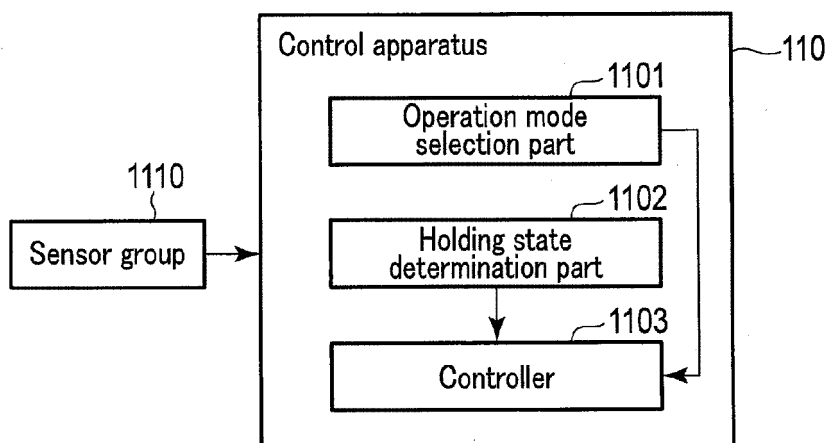 Control apparatus
110
1101
Operation mode
selection part
1110
Sensor group
1102
Holding state
determination part
1103
Controller